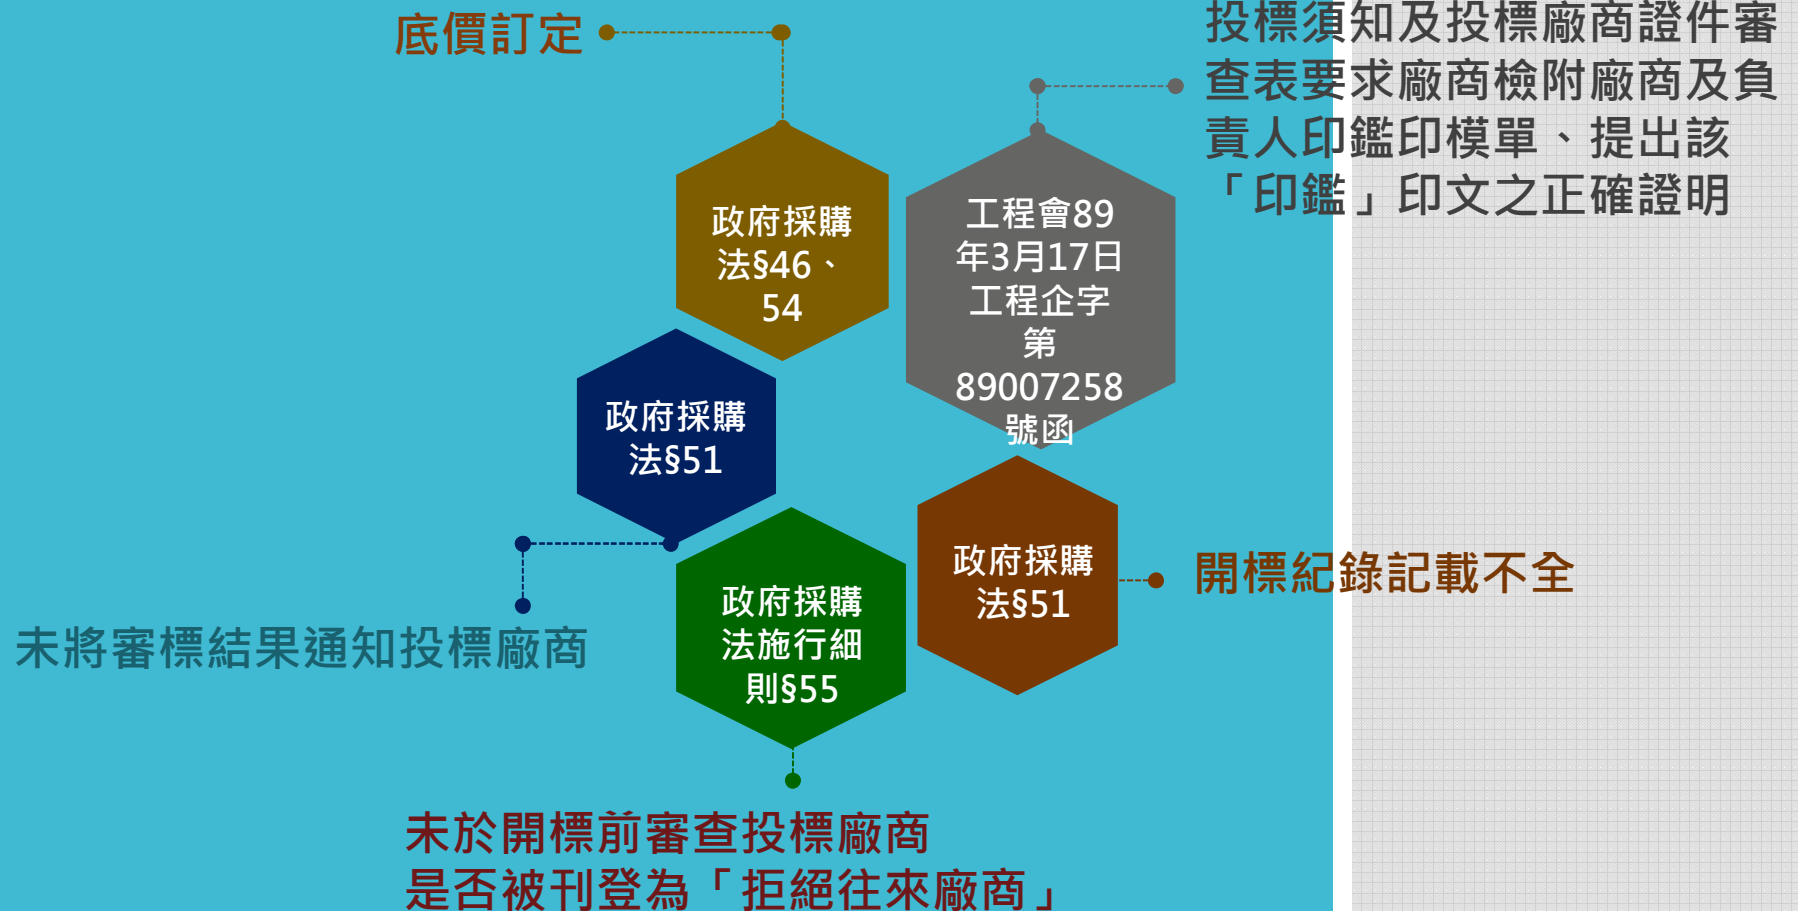 底價訂定
投標須知及投標廠商證件審
查表要求廠商檢附廠商及負
責人印鑑印模單、提出該
「印鑑」印文之正確證明
政府採購
法§46、
54
工程會89
年3月17日
工程企字
第
89007258
號函
政府採購
法§51
未將審標結果通知投標廠商
政府採購
法§51
開標紀錄記載不全
政府採購
法施行細
則§55
未於開標前審查投標廠商
是否被刊登為「拒絕往來廠商」